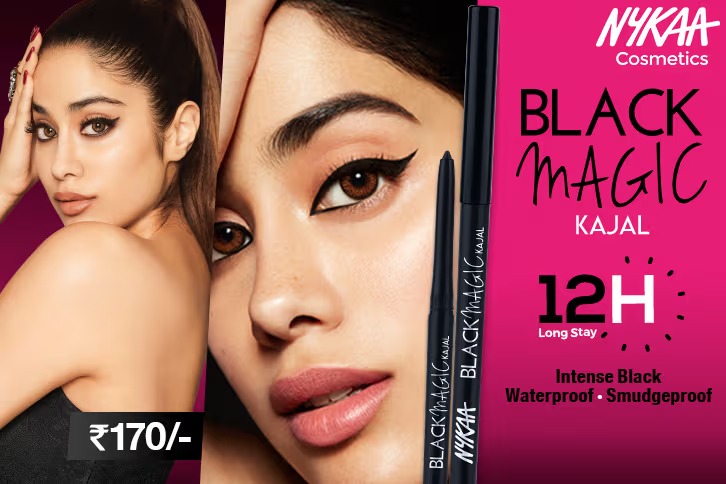 ₹170/-
BLACK MAGIC KAJAL
BLACK MAGIC KAJAL
NYKAA
NYKAA
Cosmetics
BLACK
MAGIC
KAJAL
12H
Long Stay
Intense Black
Waterproof • Smudgeproof